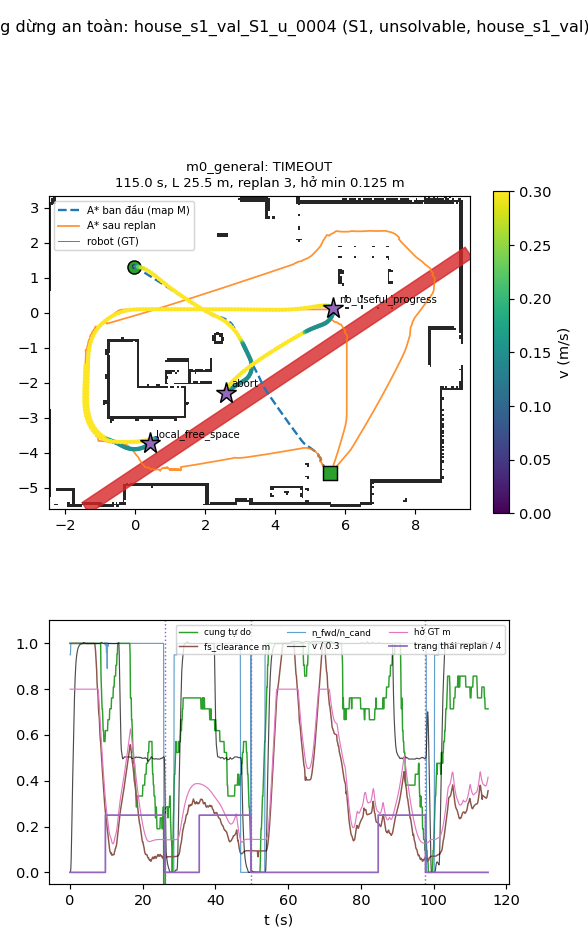 g dừng an toàn: house_s1_val_S1_u_0004 (S1, unsolvable, house_s1_val)
m0_general: TIMEOUT
115.0 s, L 25.5 m, replan 3, hở min 0.125 m
A* ban đầu (map M)
A* sau replan
robot (GT)
no_useful_progress
abort
local_free_space
3
2
1
0
−1
−2
−3
−4
−5
−2
0
2
4
6
8
0.30
0.25
0.20
0.15
0.10
0.05
0.00
v (m/s)
cung tự do
fs_clearance m
n_fwd/n_cand
v / 0.3
hở GT m
trạng thái replan / 4
1.0
0.8
0.6
0.4
0.2
0.0
0
20
40
60
80
100
120
t (s)